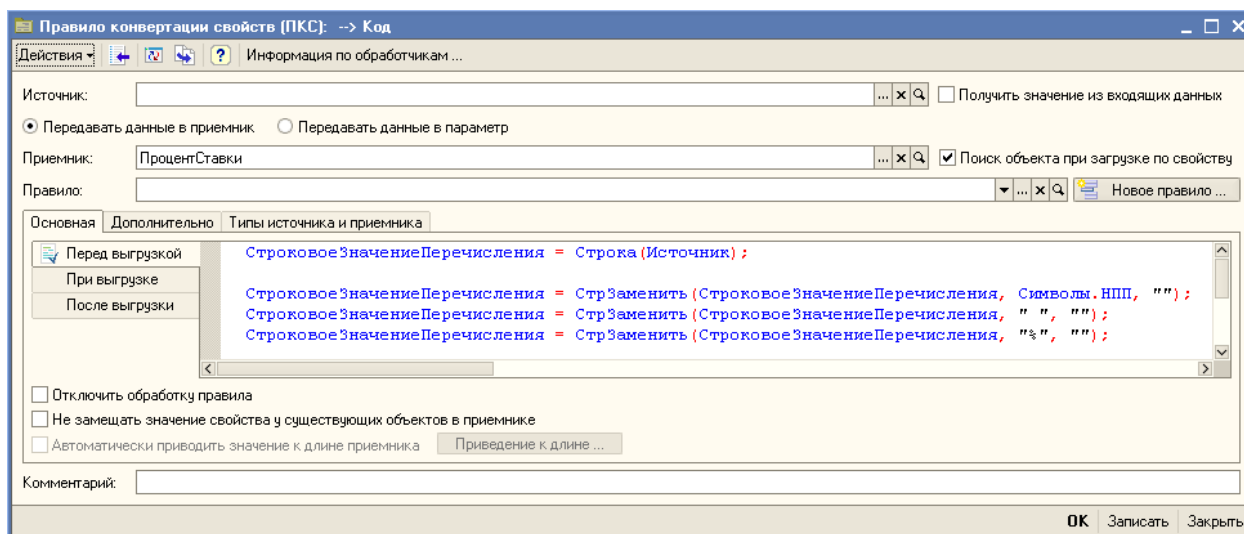 Правило конвертации свойств (ПКС): --> Код
Действия Информация по обработчикам ...
Источник: ... Получить значение из входящих данных
Передавать данные в приемник Передавать данные в параметр
Приемник: ПроцентСтавки ... Поиск объекта при загрузке по свойству
Правило: ... Новое правило ...
Основная Дополнительно Типы источника и приемника
Перед выгрузкой
При выгрузке
После выгрузки
СтроковоеЗначениеПеречисления = Строка(Источник);
СтроковоеЗначениеПеречисления = СтрЗаменить(СтроковоеЗначениеПеречисления, Символы.НПП, "");
СтроковоеЗначениеПеречисления = СтрЗаменить(СтроковоеЗначениеПеречисления, " ", "");
СтроковоеЗначениеПеречисления = СтрЗаменить(СтроковоеЗначениеПеречисления, "%", "");
Отключить обработку правила
Не замещать значение свойства у существующих объектов в приемнике
Автоматически приводить значение к длине приемника Приведение к длине ...
Комментарий:
OK Записать Закрыть